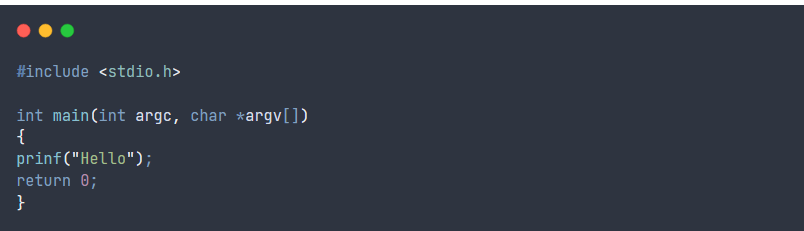 #include <stdio.h>
int main(int argc, char *argv[])
{
prinf("Hello");
return 0;
}